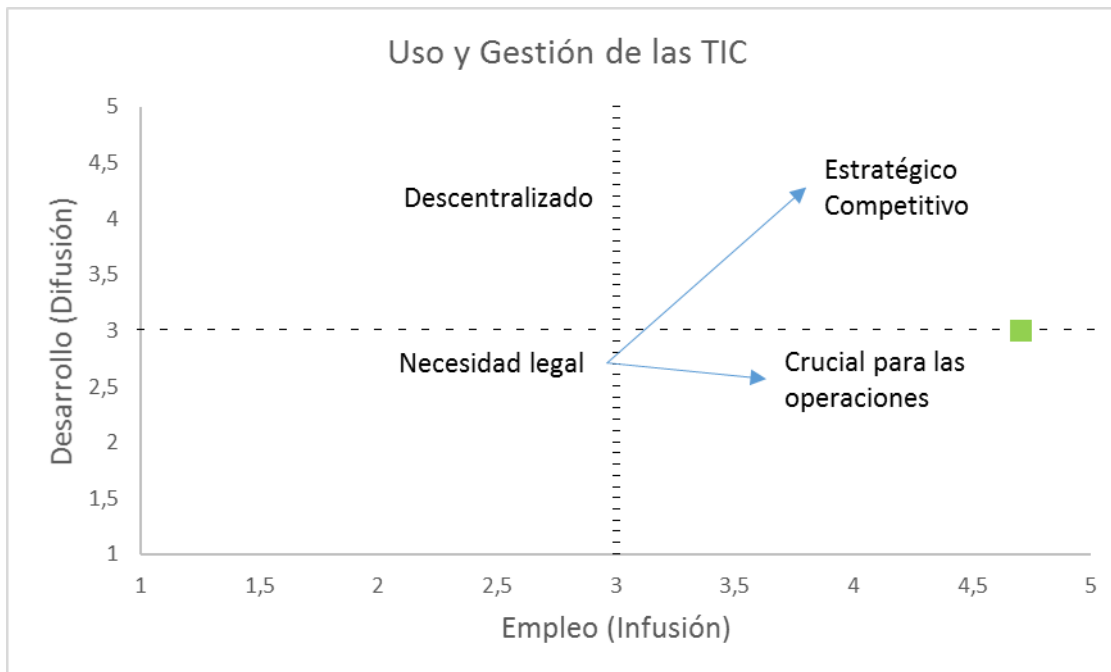 Uso y Gestión de las TIC
5
4,5
4
3,5
3
2,5
2
1,5
1
Desarrollo (Difusión)
Descentralizado
Estratégico
Competitivo
Necesidad legal
Crucial para las
operaciones
1
1,5
2
2,5
3
3,5
4
4,5
5
Empleo (Infusión)